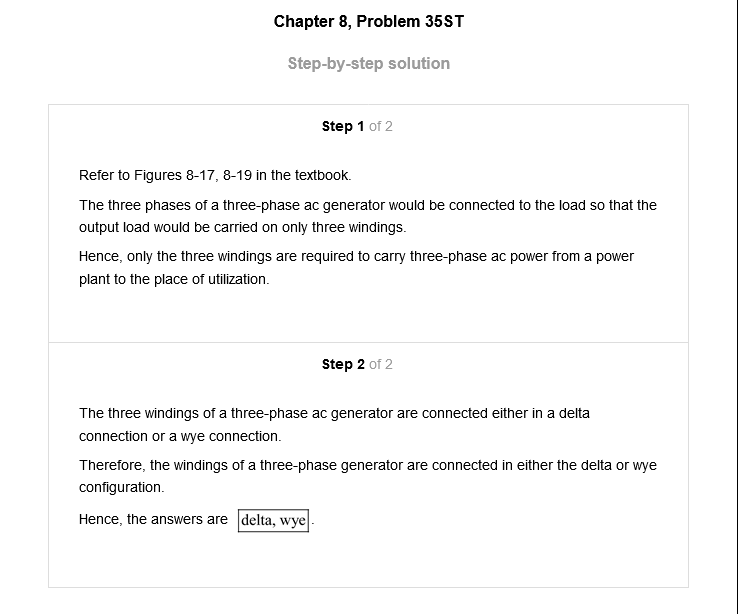 Chapter 8, Problem 35ST
Step-by-step solution
Step 1 of 2
Refer to Figures 8-17, 8-19 in the textbook.
The three phases of a three-phase ac generator would be connected to the load so that the
output load would be carried on only three windings.
Hence, only the three windings are required to carry three-phase ac power from a power
plant to the place of utilization.
Step 2 of 2
The three windings of a three-phase ac generator are connected either in a delta
connection or a wye connection.
Therefore, the windings of a three-phase generator are connected in either the delta or wye
configuration.
Hence, the answers are delta, wye.